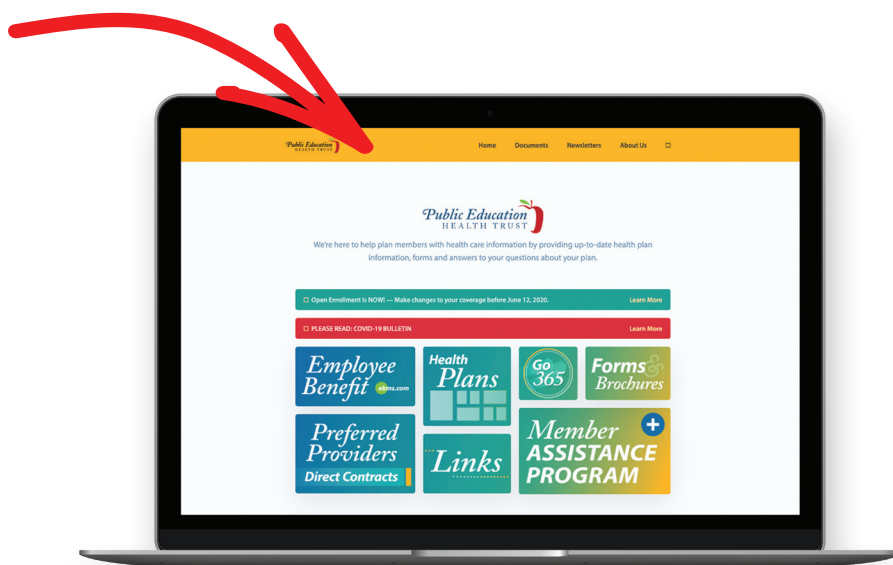 Public Education
HEALTH TRUST
Home Documents Newsletters About Us
Public Education
HEALTH TRUST
We're here to help plan members with health care information by providing up-to-date health plan
information, forms and answers to your questions about your plan.
Open Enrollment Is NOW! — Make changes to your coverage before June 12, 2020. Learn More
PLEASE READ: COVID-19 BULLETIN Learn More
Employee
Benefit ebms.com
Health
Plans
Go
365
Forms &
Brochures
Preferred
Providers
Direct Contracts
Links
Member
ASSISTANCE
PROGRAM